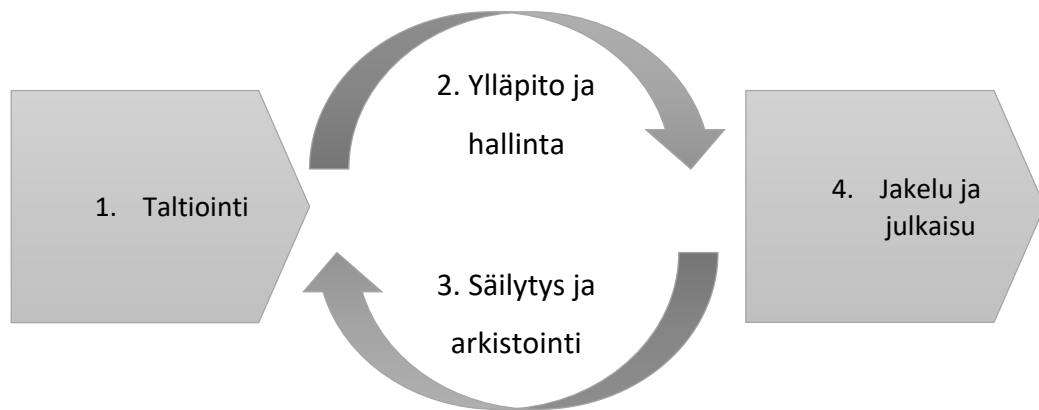 1. Taltiointi
2. Ylläpito ja
hallinta
3. Säilytys ja
arkistointi
4. Jakelu ja
julkaisu